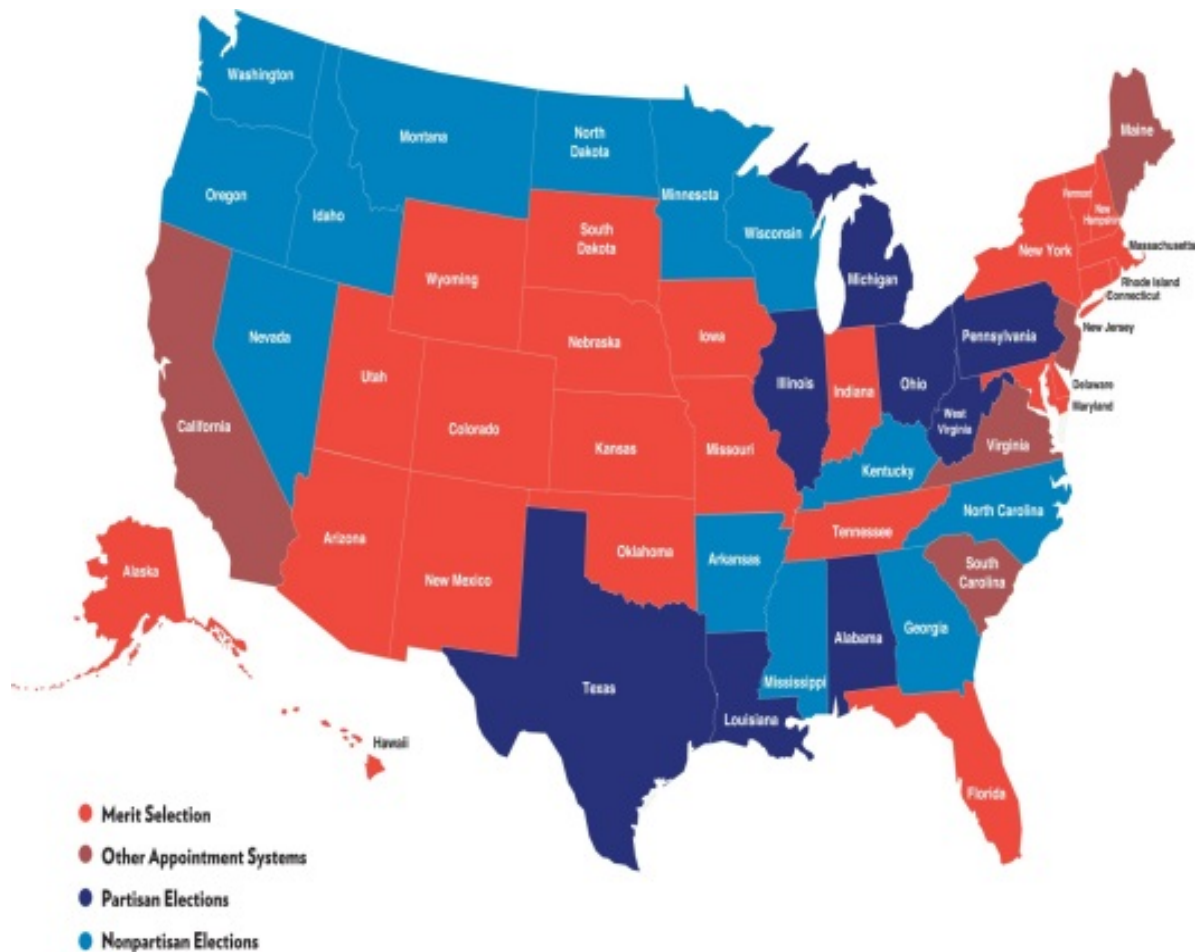 Washington
Montana
North
Dakota
Minnesota
Oregon
Idaho
Wisconsin
Michigan
Maine
Vermont
New
Hampshire
Massachusetts
New York
Rhode Island
Connecticut
South
Dakota
Wyoming
Nebraska
Iowa
Nevada
Utah
Colorado
California
Kansas
Missouri
Illinois
Indiana
Ohio
Pennsylvania
New Jersey
Delaware
Maryland
West
Virginia
Virginia
Kentucky
North Carolina
Tennessee
South
Carolina
Arizona
New Mexico
Oklahoma
Arkansas
Alaska
Texas
Louisiana
Mississippi
Alabama
Georgia
Florida
Hawaii
Merit Selection
Other Appointment Systems
Partisan Elections
Nonpartisan Elections